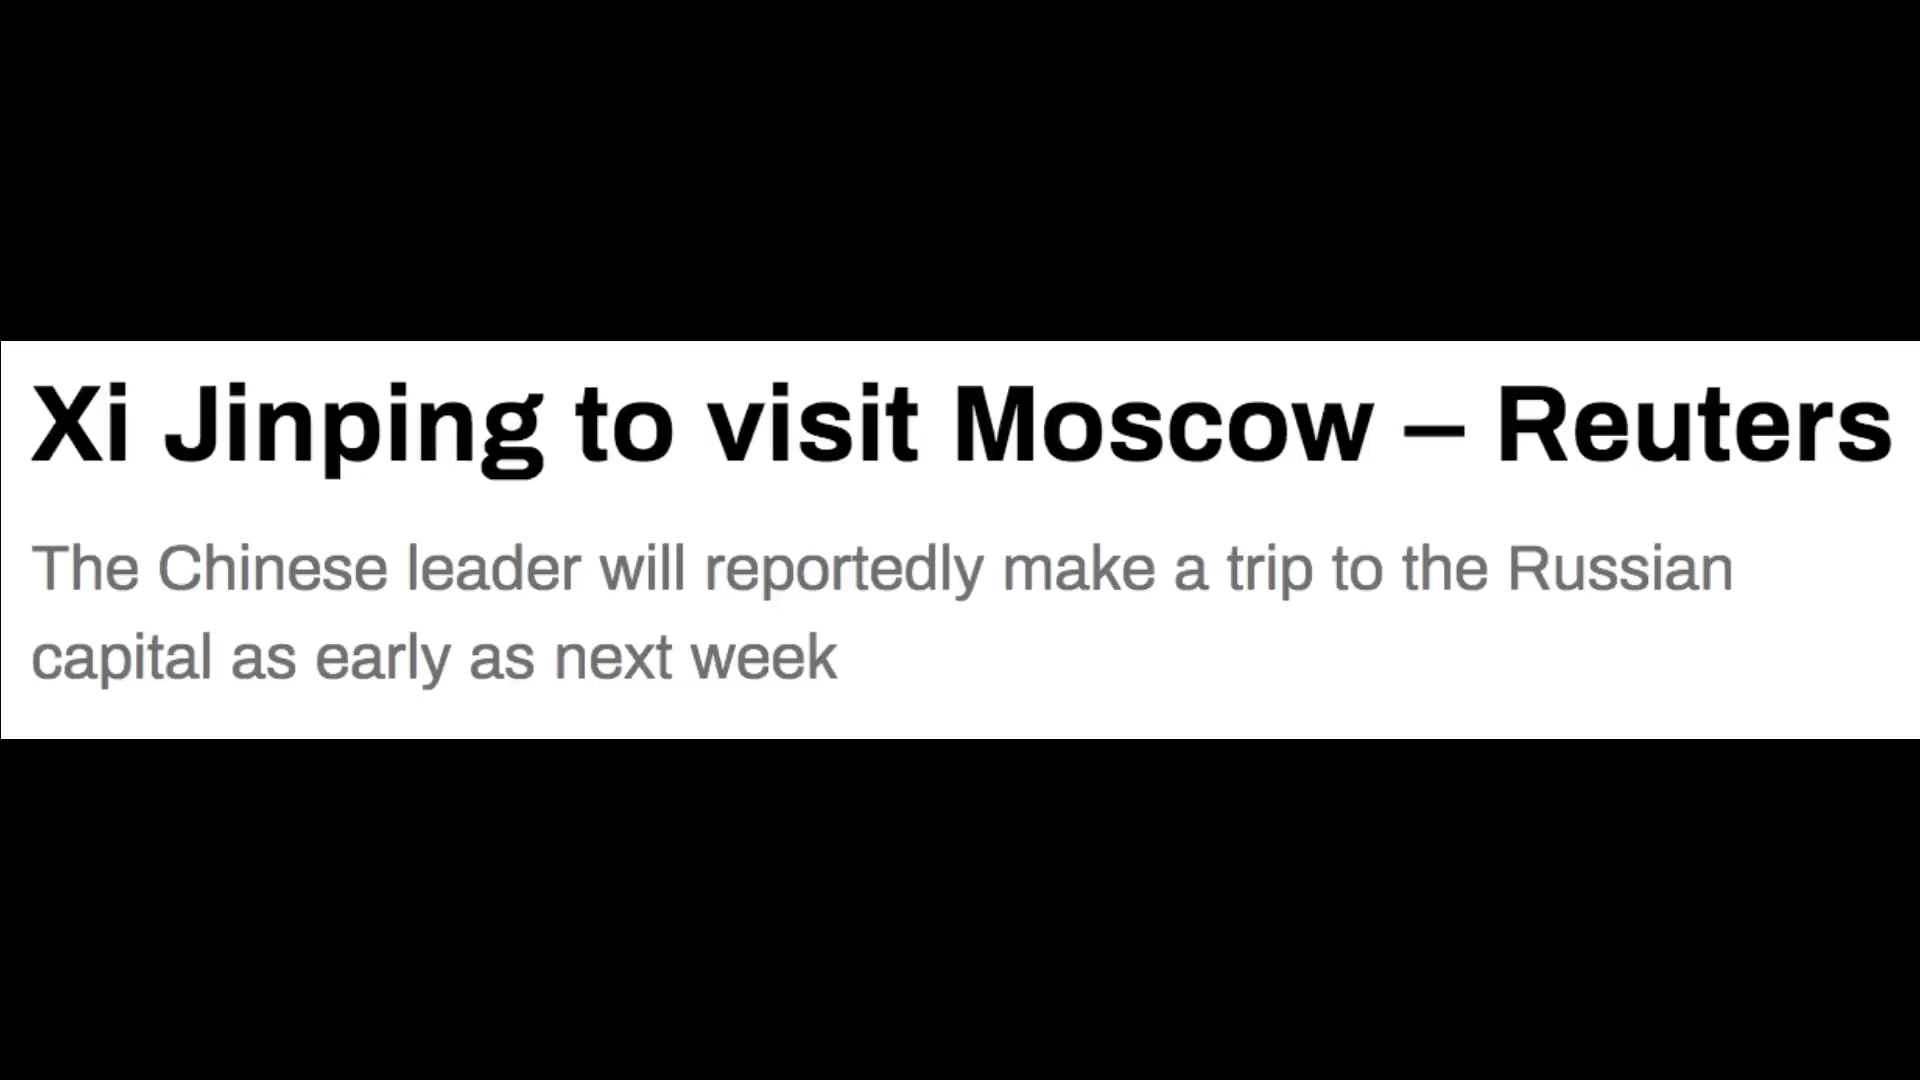 Xi Jinping to visit Moscow – Reuters
The Chinese leader will reportedly make a trip to the Russian
capital as early as next week